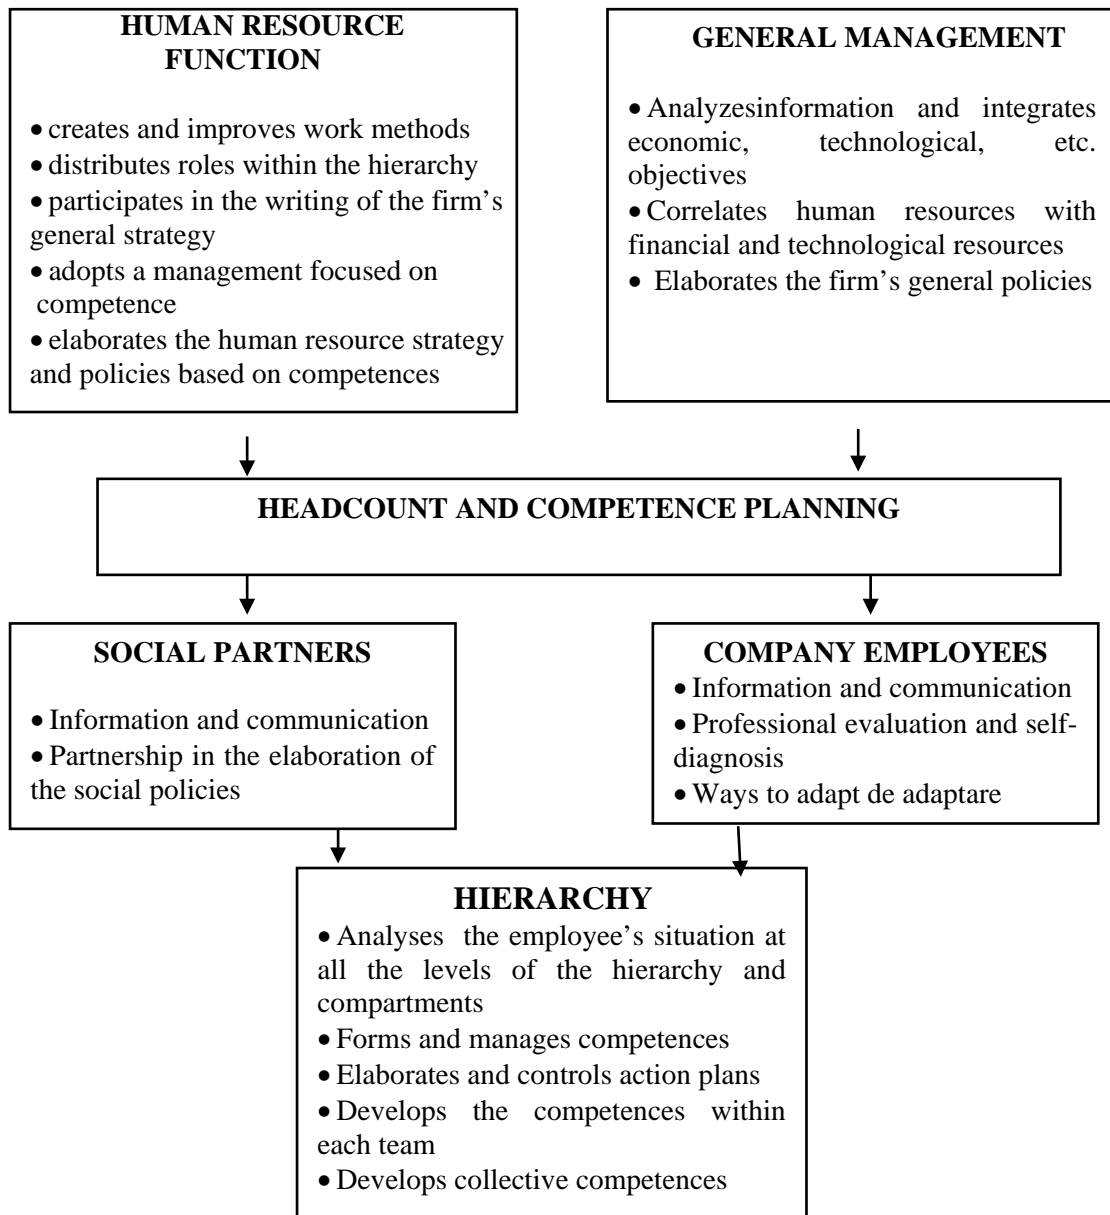 HUMAN RESOURCE
FUNCTION
• creates and improves work methods
• distributes roles within the hierarchy
• participates in the writing of the firm’s
general strategy
• adopts a management focused on
competence
• elaborates the human resource strategy
and policies based on competences
GENERAL MANAGEMENT
• Analyzesinformation and integrates
economic, technological, etc.
objectives
• Correlates human resources with
financial and technological resources
• Elaborates the firm’s general policies
HEADCOUNT AND COMPETENCE PLANNING
SOCIAL PARTNERS
• Information and communication
• Partnership in the elaboration of
the social policies
COMPANY EMPLOYEES
• Information and communication
• Professional evaluation and self-
diagnosis
• Ways to adapt de adaptare
HIERARCHY
• Analyses the employee’s situation at
all the levels of the hierarchy and
compartments
• Forms and manages competences
• Elaborates and controls action plans
• Develops the competences within
each team
• Develops collective competences